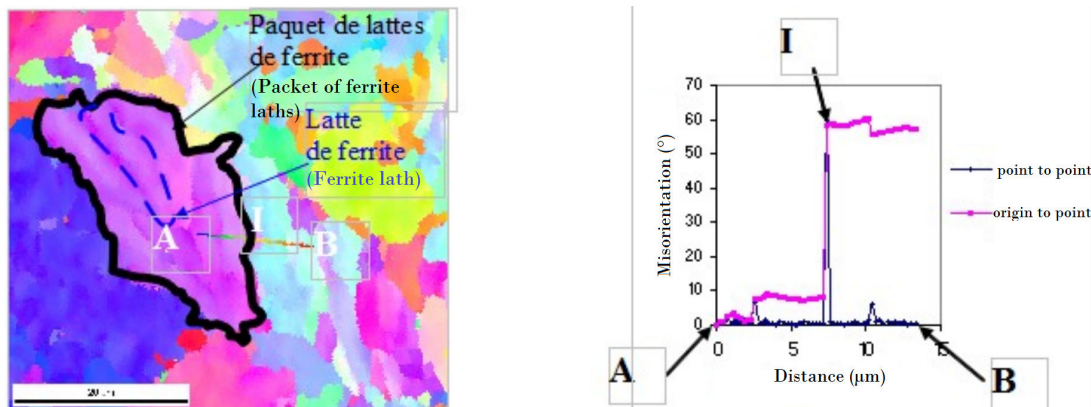 Paquet de lattes
de ferrite
(Packet of ferrite
laths)
Latte
de ferrite
(Ferrite lath)
A
I
B
I
70
60
50
40
30
20
10
0
Misorientation (°)
0
5
10
15
Distance (μm)
A
B
point to point
origin to point